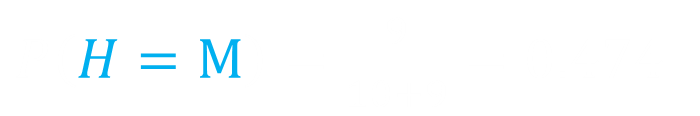 H = M